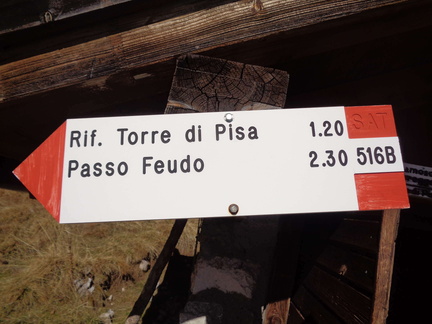 Rif. Torre di Pisa 1.20 SAT
Passo Feudo 2.30 516B